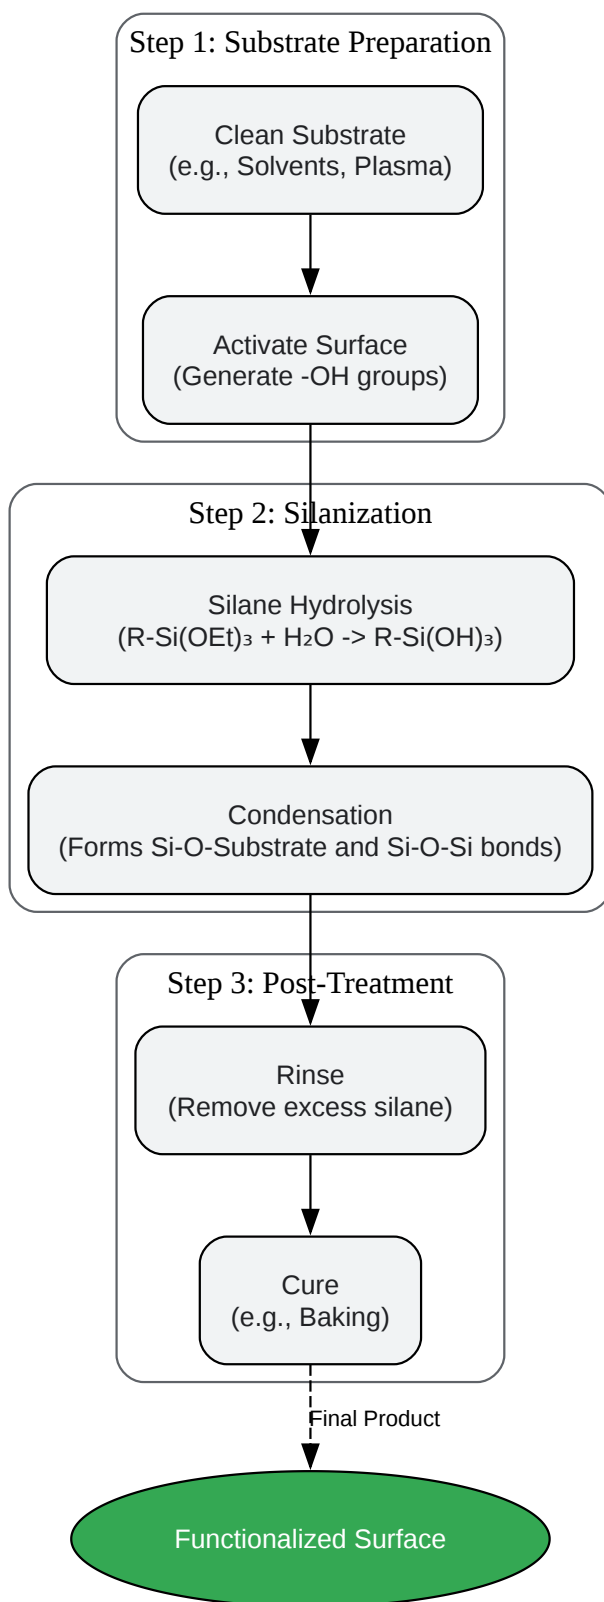 Step 1: Substrate Preparation
Clean Substrate
(e.g., Solvents, Plasma)
Activate Surface
(Generate -OH groups)
Step 2: Silanization
Silane Hydrolysis
(R-Si(OEt)₃ + H₂O -> R-Si(OH)₃)
Condensation
(Forms Si-O-Substrate and Si-O-Si bonds)
Step 3: Post-Treatment
Rinse
(Remove excess silane)
Cure
(e.g., Baking)
Final Product
Functionalized Surface